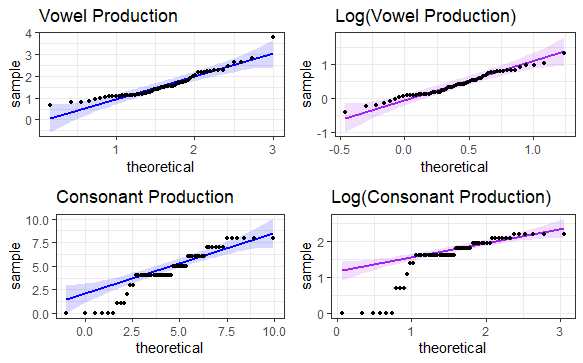 Vowel Production
Log(Vowel Production)
4
3
2
1
0
sample
1
2
3
theoretical
1
0
-1
sample
-0.5
0.0
0.5
1.0
theoretical
Consonant Production
Log(Consonant Production)
10.0
7.5
5.0
2.5
0.0
sample
0.0
2.5
5.0
7.5
10.0
theoretical
2
1
0
sample
0
1
2
3
theoretical